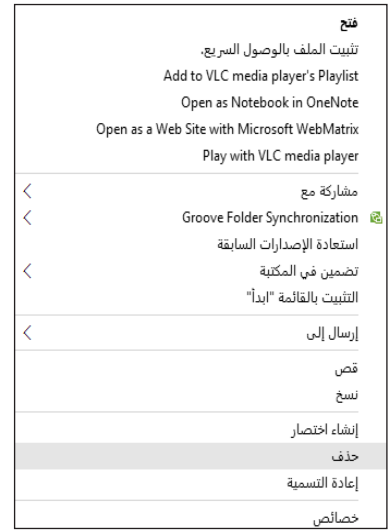 فتح
تثبيت الملف بالوصول السريع.
Add to VLC media player's Playlist
Open as Notebook in OneNote
Open as a Web Site with Microsoft WebMatrix
Play with VLC media player
مشاركة مع
Groove Folder Synchronization
استعادة الإصدارات السابقة
تضمين في المكتبة
التثبيت بالقائمة "ابدأ"
إرسال إلى
قص
نسخ
إنشاء اختصار
حذف
إعادة التسمية
خصائص